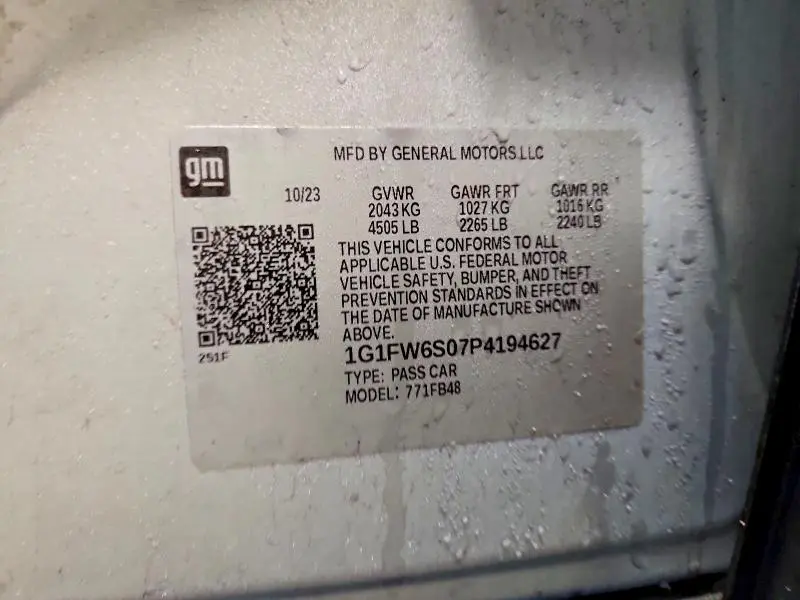 gm
MFD BY GENERAL MOTORS LLC
10/23 GVWR GAWR FRT GAWR RR
2043 KG 1027 KG 1016 KG
4505 LB 2265 LB 2240 LB
THIS VEHICLE CONFORMS TO ALL
APPLICABLE U.S. FEDERAL MOTOR
VEHICLE SAFETY, BUMPER, AND THEFT
PREVENTION STANDARDS IN EFFECT ON
THE DATE OF MANUFACTURE SHOWN
ABOVE.
251F
1G1FW6S07P4194627
TYPE: PASS CAR
MODEL: 771FB48